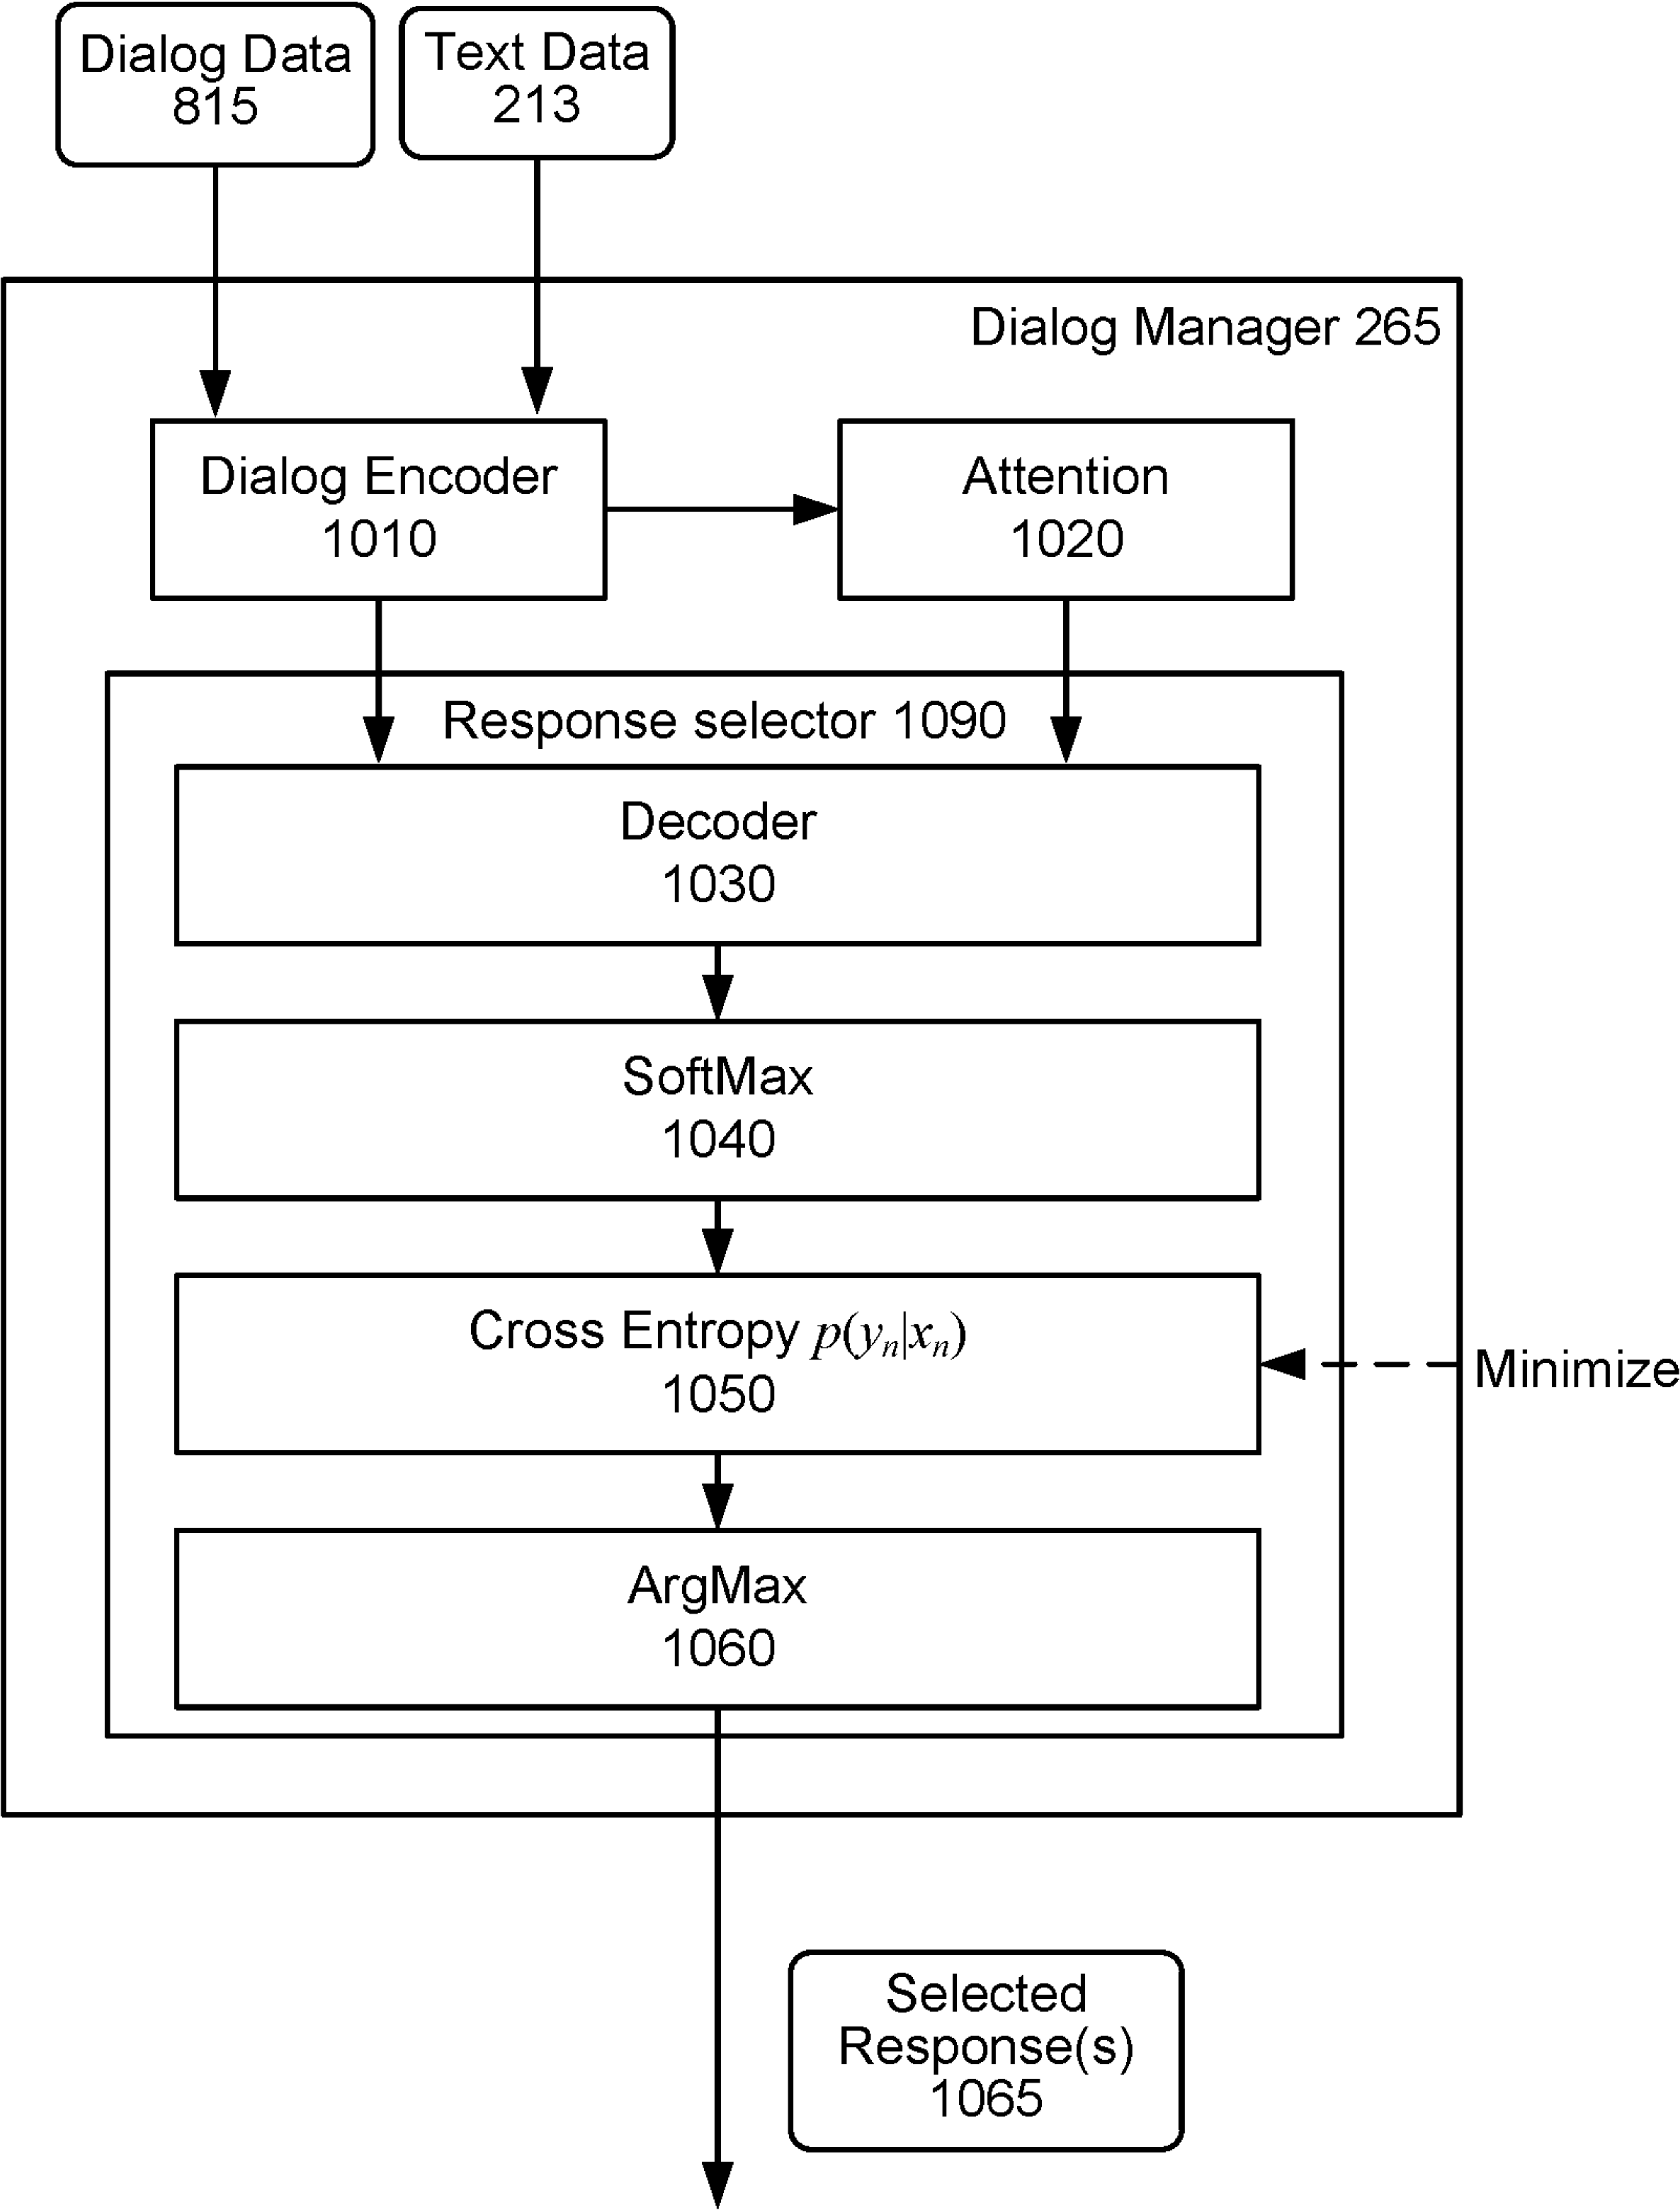 Dialog Data
815
Text Data
213
Dialog Manager 265
Dialog Encoder
1010
Attention
1020
Response selector 1090
Decoder
1030
SoftMax
1040
Cross Entropy p(yₙ|xₙ)
1050
Minimize
ArgMax
1060
Selected
Response(s)
1065